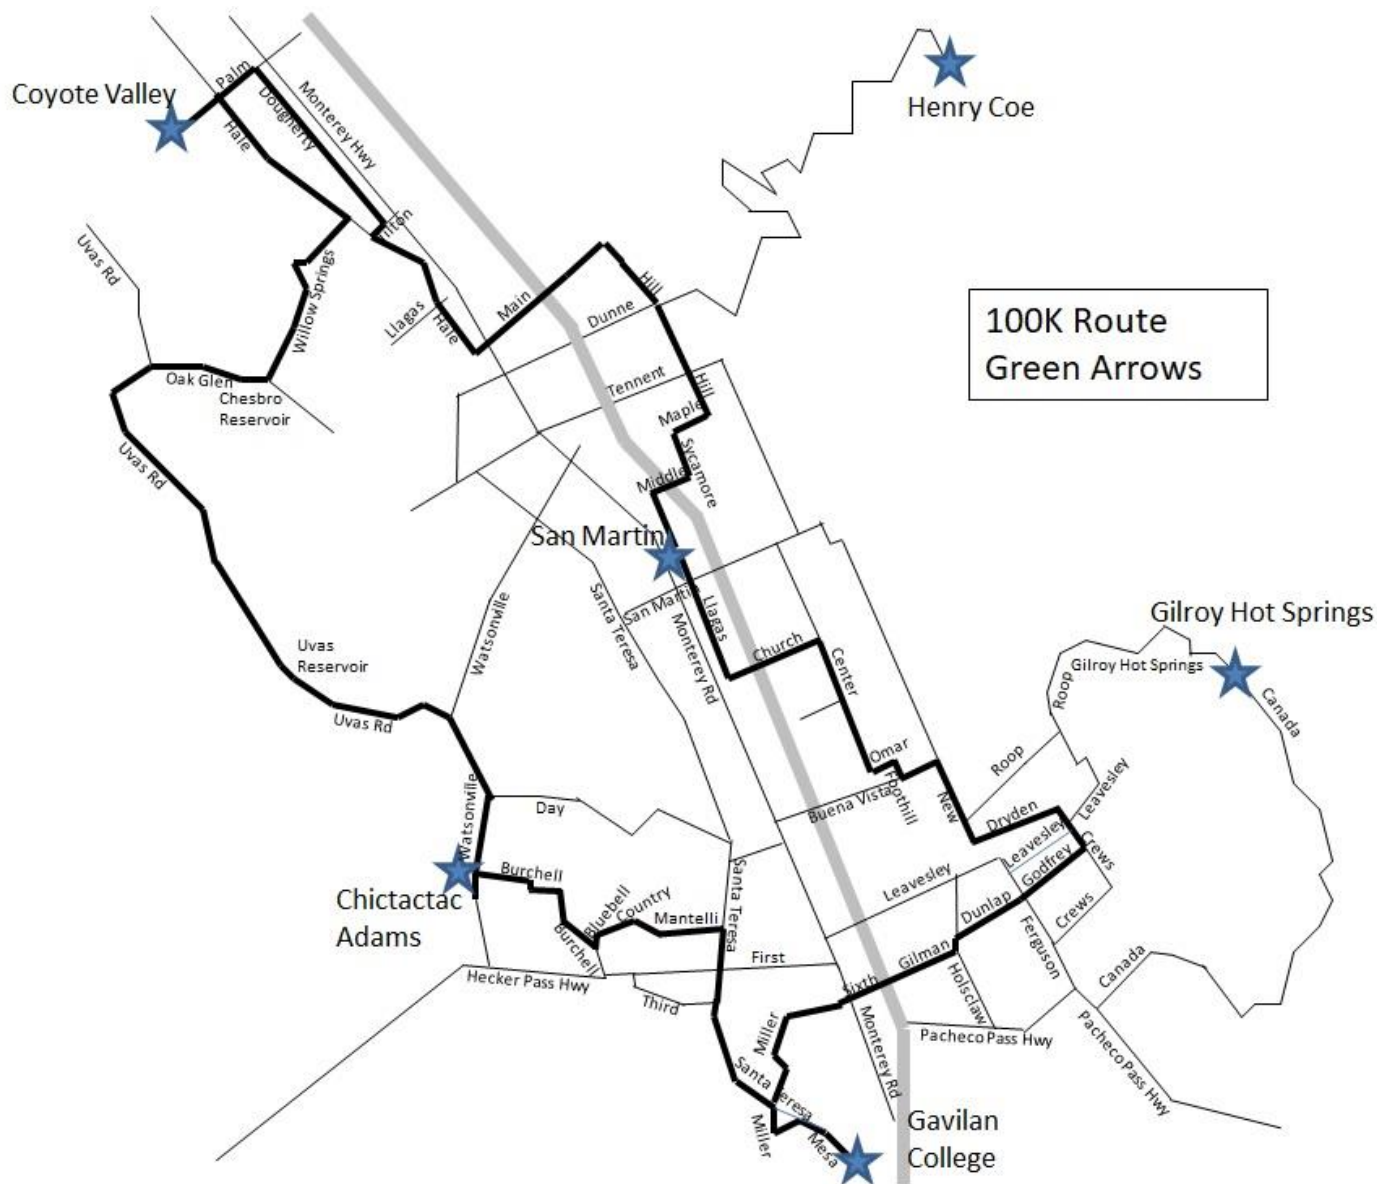 Palm
Coyote Valley
Dougherty
Monterey Hwy
Hale
Henry Coe
Tilton
Uvas Rd
Willow Springs
Llagas
Hale
Main
Hill
Dunne
100K Route
Green Arrows
Oak Glen
Chesbro
Reservoir
Tennent
Hill
Maple
Sycamore
Middle
Uvas Rd
San Martin
San Martin
Llagas
Santa Teresa
Watsonville
Monterey Rd
Church
Center
Gilroy Hot Springs
Gilroy Hot Springs
Roop
Canada
Uvas
Reservoir
Uvas Rd
Omar
Foothill
Buena Vista
New
Roop
Dryden
Leavesley
Leavesley
Crews
Godfrey
Crews
Day
Watsonville
Burchell
Chictactac
Adams
Bluebell
Country
Mantelli
Burchell
Santa Teresa
Leavesley
Dunlap
Ferguson
Gilman
Holsclaw
Canada
First
Hecker Pass Hwy
Third
Sixth
Miller
Monterey Rd
Pacheco Pass Hwy
Pacheco Pass Hwy
Santa Teresa
Miller
Mesa
Gavilan
College